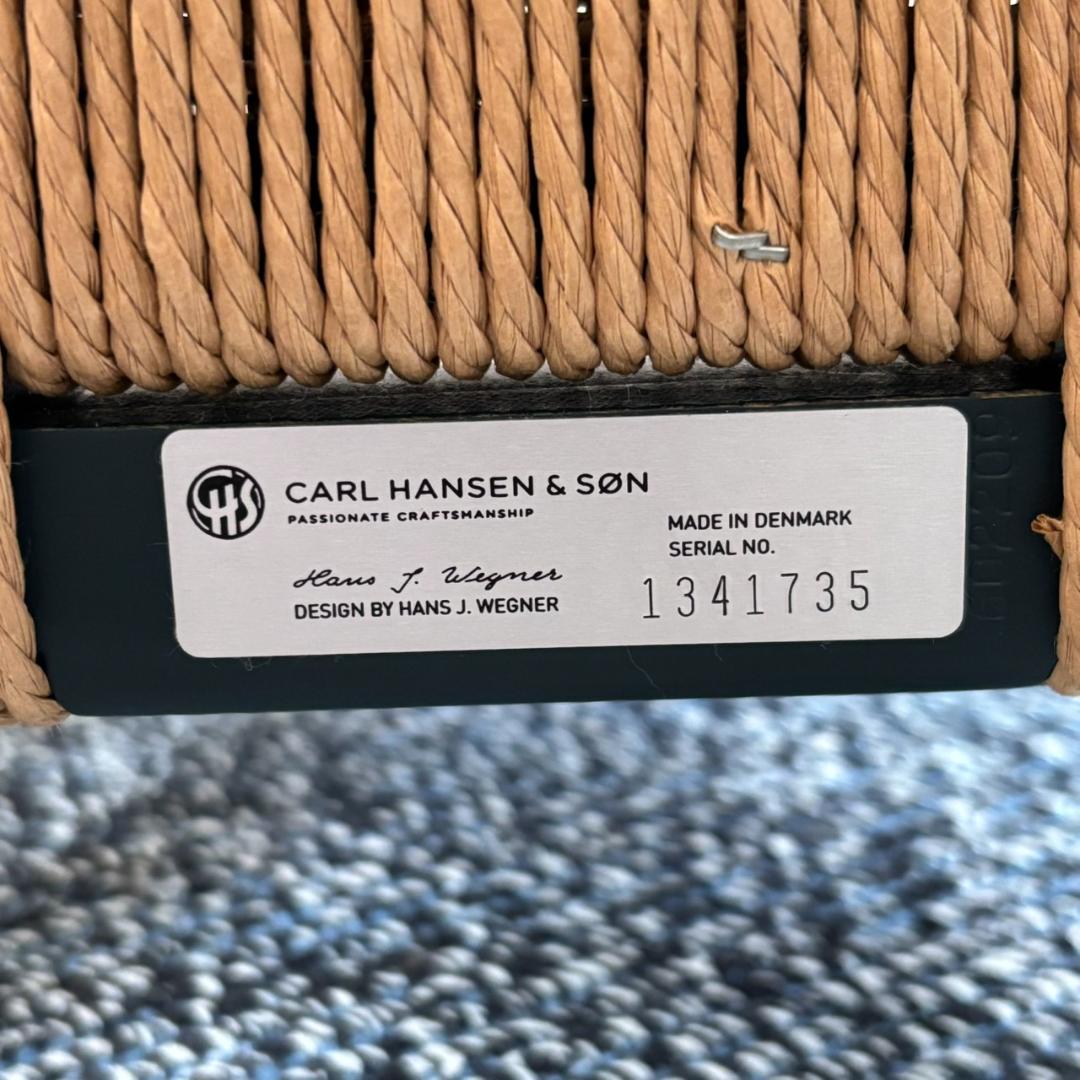 CHS
CARL HANSEN & SØN
PASSIONATE CRAFTSMANSHIP
Hans J. Wegner
DESIGN BY HANS J. WEGNER
MADE IN DENMARK
SERIAL NO.
1341735